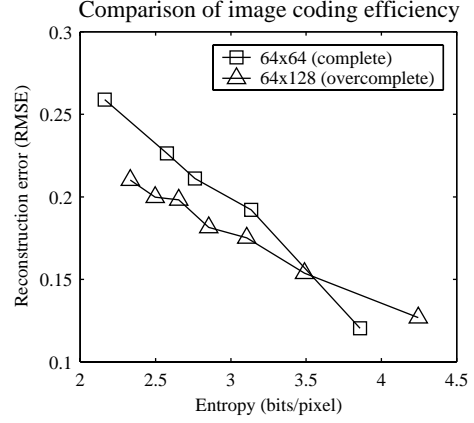 Comparison of image coding efficiency
0.3
64x64 (complete)
64x128 (overcomplete)
0.25
0.2
0.15
0.1
Reconstruction error (RMSE)
2
2.5
3
3.5
4
4.5
Entropy (bits/pixel)